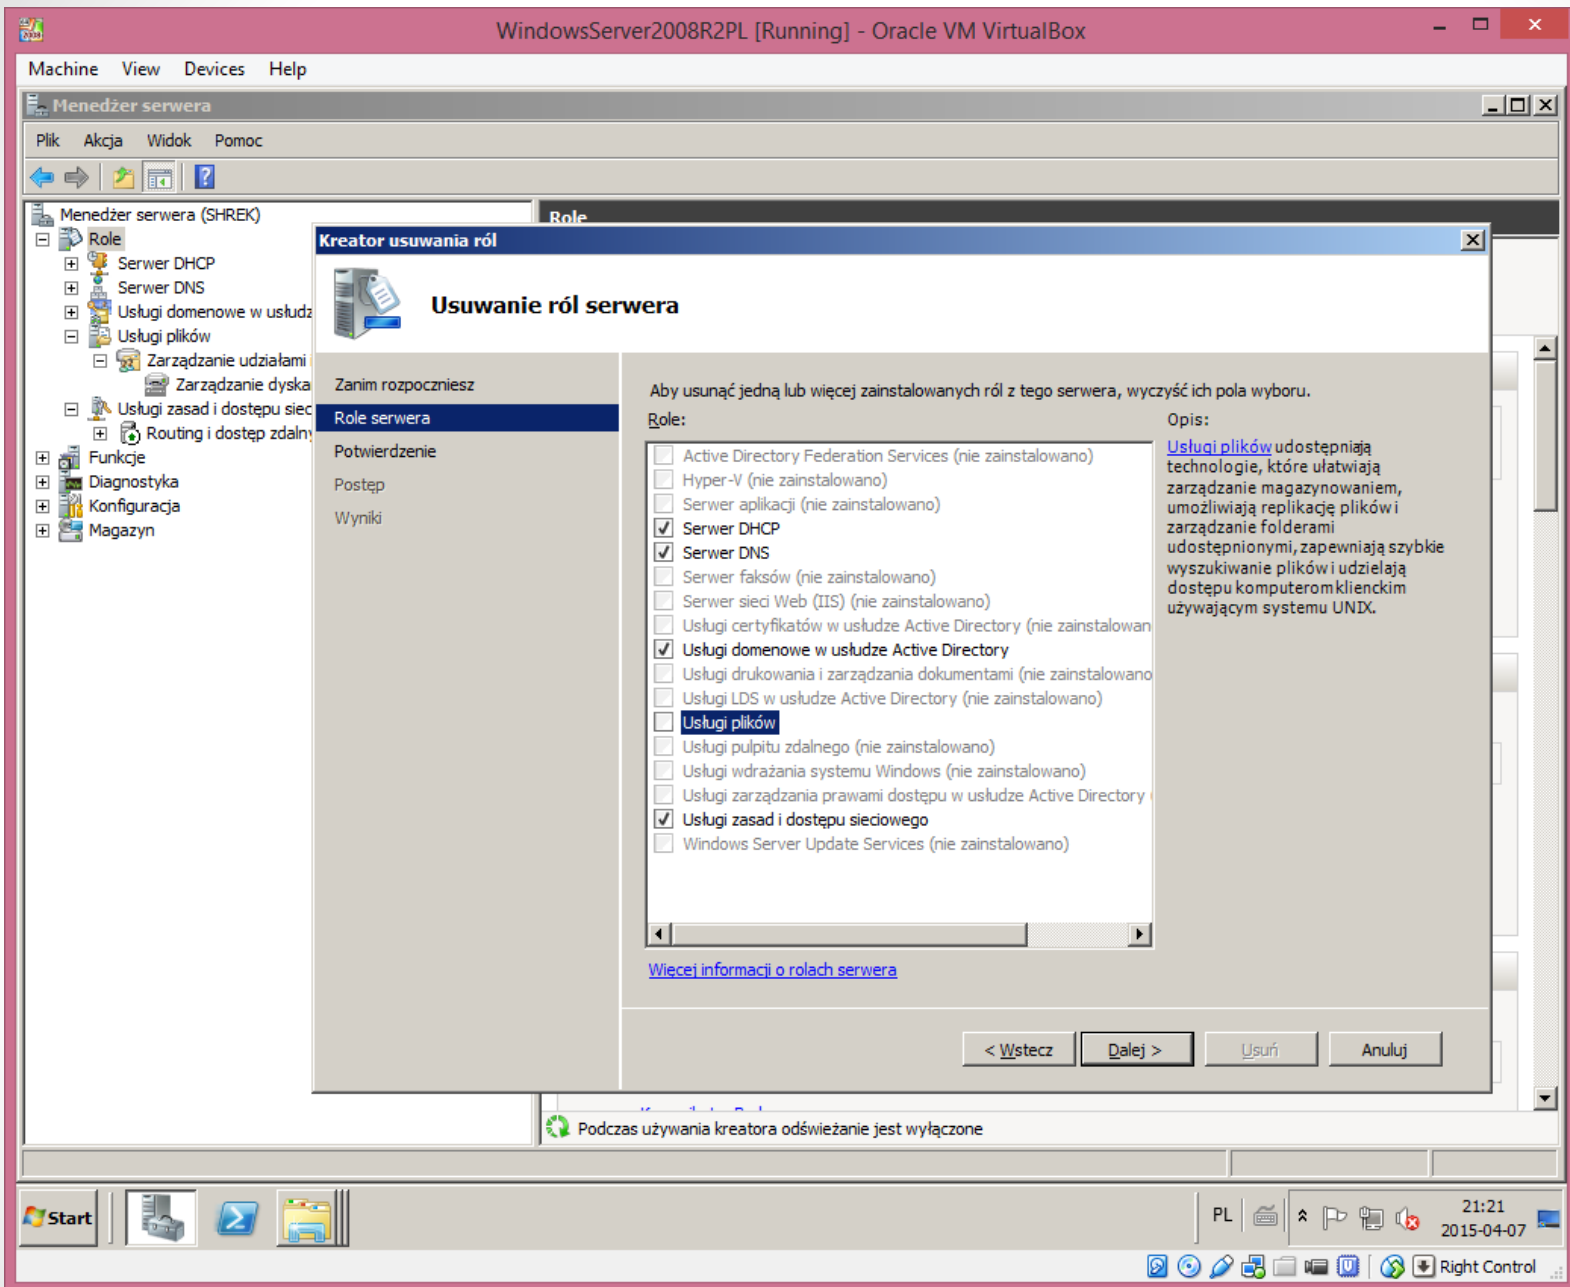 WindowsServer2008R2PL [Running] - Oracle VM VirtualBox
Machine View Devices Help
Menedżer serwera
Plik Akcja Widok Pomoc
Menedżer serwera (SHREK)
Role
Serwer DHCP
Serwer DNS
Usługi domenowe w usłudz
Usługi plików
Zarządzanie udziałami i
Zarządzanie dyska
Usługi zasad i dostępu siec
Routing i dostęp zdaln
Funkcje
Diagnostyka
Konfiguracja
Magazyn
Role
Kreator usuwania ról
Usuwanie ról serwera
Zanim rozpoczniesz
Role serwera
Potwierdzenie
Postęp
Wyniki
Aby usunąć jedną lub więcej zainstalowanych ról z tego serwera, wyczyść ich pola wyboru.
Role:
Active Directory Federation Services (nie zainstalowano)
Hyper-V (nie zainstalowano)
Serwer aplikacji (nie zainstalowano)
Serwer DHCP
Serwer DNS
Serwer faksów (nie zainstalowano)
Serwer sieci Web (IIS) (nie zainstalowano)
Usługi certyfikatów w usłudze Active Directory (nie zainstalowan
Usługi domenowe w usłudze Active Directory
Usługi drukowania i zarządzania dokumentami (nie zainstalowano
Usługi LDS w usłudze Active Directory (nie zainstalowano)
Usługi plików
Usługi pulpitu zdalnego (nie zainstalowano)
Usługi wdrażania systemu Windows (nie zainstalowano)
Usługi zarządzania prawami dostępu w usłudze Active Directory (
Usługi zasad i dostępu sieciowego
Windows Server Update Services (nie zainstalowano)
Opis:
Usługi plików udostępniają
technologie, które ułatwiają
zarządzanie magazynowaniem,
umożliwiają replikację plików i
zarządzanie folderami
udostępnionymi, zapewniają szybkie
wyszukiwanie plików i udzielają
dostępu komputerom klienckim
używającym systemu UNIX.
Więcej informacji o rolach serwera
< Wstecz
Dalej >
Usuń
Anuluj
Podczas używania kreatora odświeżanie jest wyłączone
Start
PL
21:21
2015-04-07
Right Control